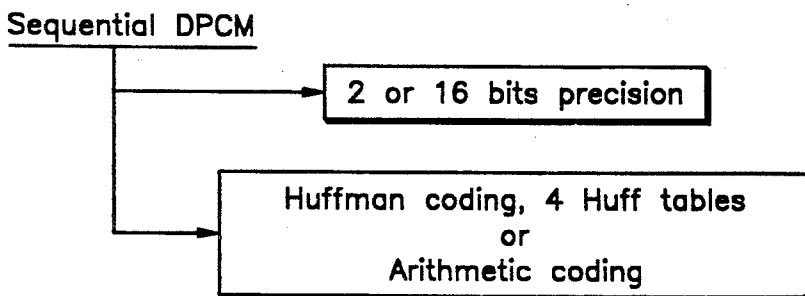 Sequential DPCM
2 or 16 bits precision
Huffman coding, 4 Huff tables
or
Arithmetic coding